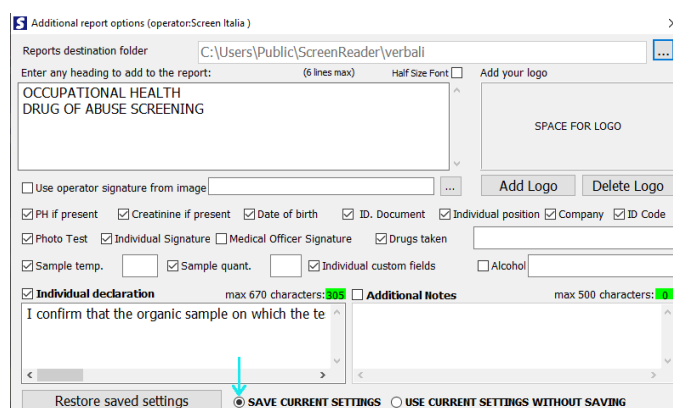 Additional report options (operator:Screen Italia )
Reports destination folder C:\Users\Public\ScreenReader\verbali ...
Enter any heading to add to the report: (6 lines max) Half Size Font Add your logo
OCCUPATIONAL HEALTH
DRUG OF ABUSE SCREENING
SPACE FOR LOGO
Use operator signature from image ... Add Logo Delete Logo
PH if present Creatinine if present Date of birth ID. Document Individual position Company ID Code
Photo Test Individual Signature Medical Officer Signature Drugs taken
Sample temp. Sample quant. Individual custom fields Alcohol
Individual declaration max 670 characters: 305 Additional Notes max 500 characters: 0
I confirm that the organic sample on which the te
Restore saved settings SAVE CURRENT SETTINGS USE CURRENT SETTINGS WITHOUT SAVING